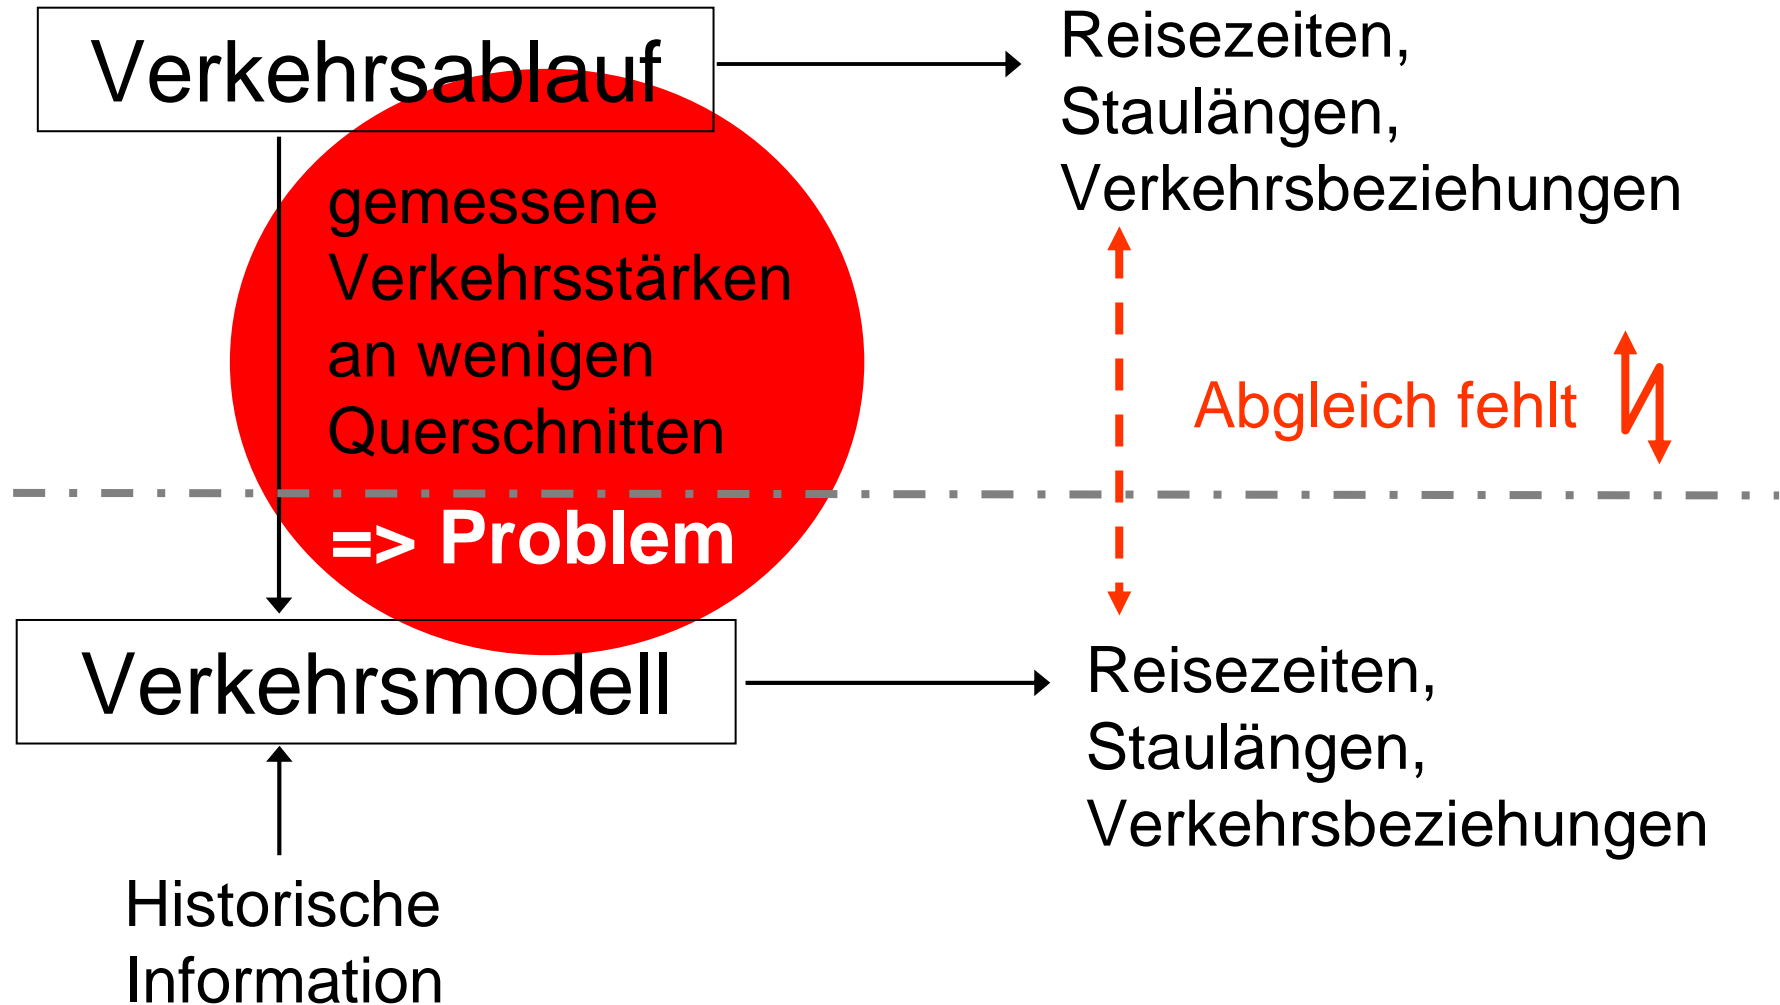 Verkehrsablauf
Reisezeiten,
Staulängen,
Verkehrsbeziehungen
gemessene
Verkehrsstärken
an wenigen
Querschnitten
=> Problem
Abgleich fehlt
Verkehrsmodell
Reisezeiten,
Staulängen,
Verkehrsbeziehungen
Historische
Information